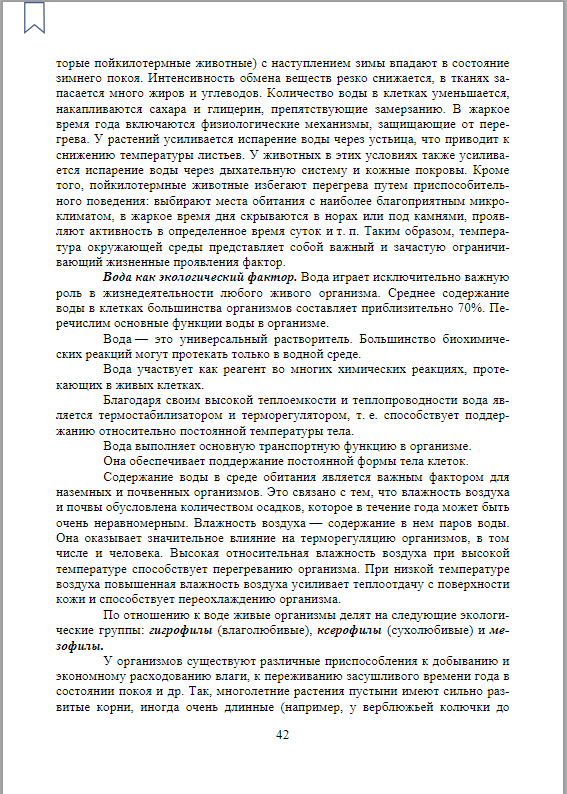 торые пойкилотермные животные) с наступлением зимы впадают в состояние
зимнего покоя. Интенсивность обмена веществ резко снижается, в тканях за-
пасается много жиров и углеводов. Количество воды в клетках уменьшается,
накапливаются сахара и глицерин, препятствующие замерзанию. В жаркое
время года включаются физиологические механизмы, защищающие от пере-
грева. У растений усиливается испарение воды через устьица, что приводит к
снижению температуры листьев. У животных в этих условиях также усилива-
ется испарение воды через дыхательную систему и кожные покровы. Кроме
того, пойкилотермные животные избегают перегрева путем приспособитель-
ного поведения: выбирают места обитания с наиболее благоприятным микро-
климатом, в жаркое время дня скрываются в норах или под камнями, прояв-
ляют активность в определенное время суток и т. п. Таким образом, темпера-
тура окружающей среды представляет собой важный и зачастую ограничи-
вающий жизненные проявления фактор.
Вода как экологический фактор. Вода играет исключительно важную
роль в жизнедеятельности любого живого организма. Среднее содержание
воды в клетках большинства организмов составляет приблизительно 70%. Пе-
речислим основные функции воды в организме.
Вода — это универсальный растворитель. Большинство биохимиче-
ских реакций могут протекать только в водной среде.
Вода участвует как реагент во многих химических реакциях, проте-
кающих в живых клетках.
Благодаря своим высокой теплоемкости и теплопроводности вода яв-
ляется термостабилизатором и терморегулятором, т. е. способствует поддер-
жанию относительно постоянной температуры тела.
Вода выполняет основную транспортную функцию в организме.
Она обеспечивает поддержание постоянной формы тела клеток.
Содержание воды в среде обитания является важным фактором для
наземных и почвенных организмов. Это связано с тем, что влажность воздуха
и почвы обусловлена количеством осадков, которое в течение года может быть
очень неравномерным. Влажность воздуха — содержание в нем паров воды.
Она оказывает значительное влияние на терморегуляцию организмов, в том
числе и человека. Высокая относительная влажность воздуха при высокой
температуре способствует перегреванию организма. При низкой температуре
воздуха повышенная влажность воздуха усиливает теплоотдачу с поверхности
кожи и способствует переохлаждению организма.
По отношению к воде живые организмы делят на следующие экологи-
ческие группы: гигрофилы (влаголюбивые), ксерофилы (сухолюбивые) и ме-
зофилы.
У организмов существуют различные приспособления к добыванию и
экономному расходованию влаги, к переживанию засушливого времени года в
состоянии покоя и др. Так, многолетние растения пустыни имеют сильно раз-
витые корни, иногда очень длинные (например, у верблюжьей колючки до
42